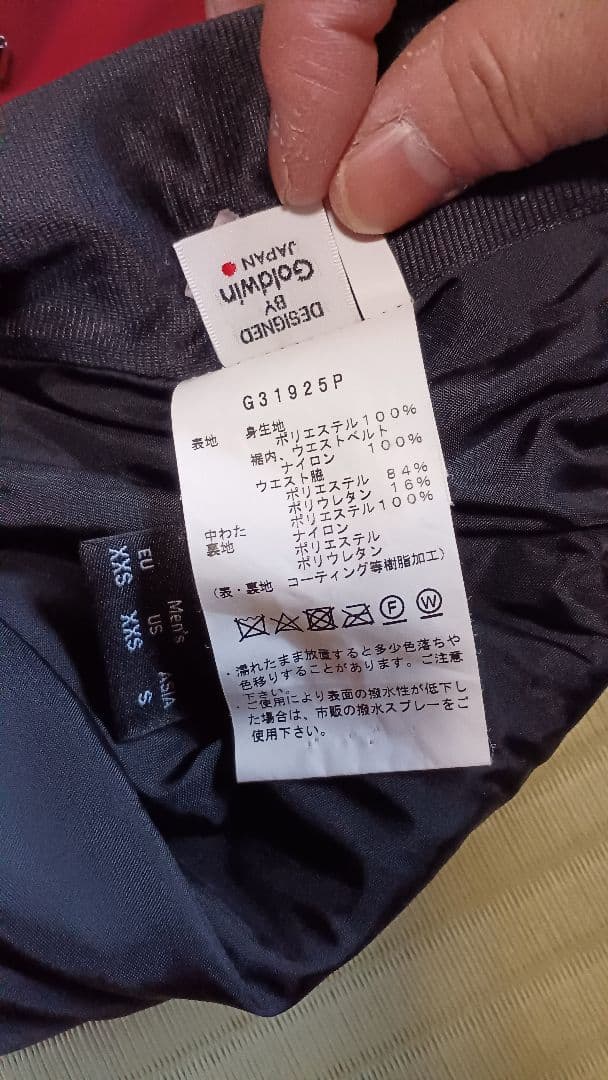 DESIGNED
BY
Goldwin
JAPAN
G31925P
表地 身生地
ポリエステル100%
裾内、ウエストベルト
ナイロン 100%
ウエスト脇
ポリエステル 84%
ポリウレタン 16%
中わた ポリエステル100%
裏地 ナイロン
ポリエステル
ポリウレタン
(表・裏地 コーティング等樹脂加工)
F W
・濡れたまま放置すると多少色落ちや
色移りすることがあります。ご注意
下さい。
・ご使用により表面の撥水性が低下し
た場合は、市販の撥水スプレーをご
使用下さい。
Men's
EU US ASIA
XXS XXS S